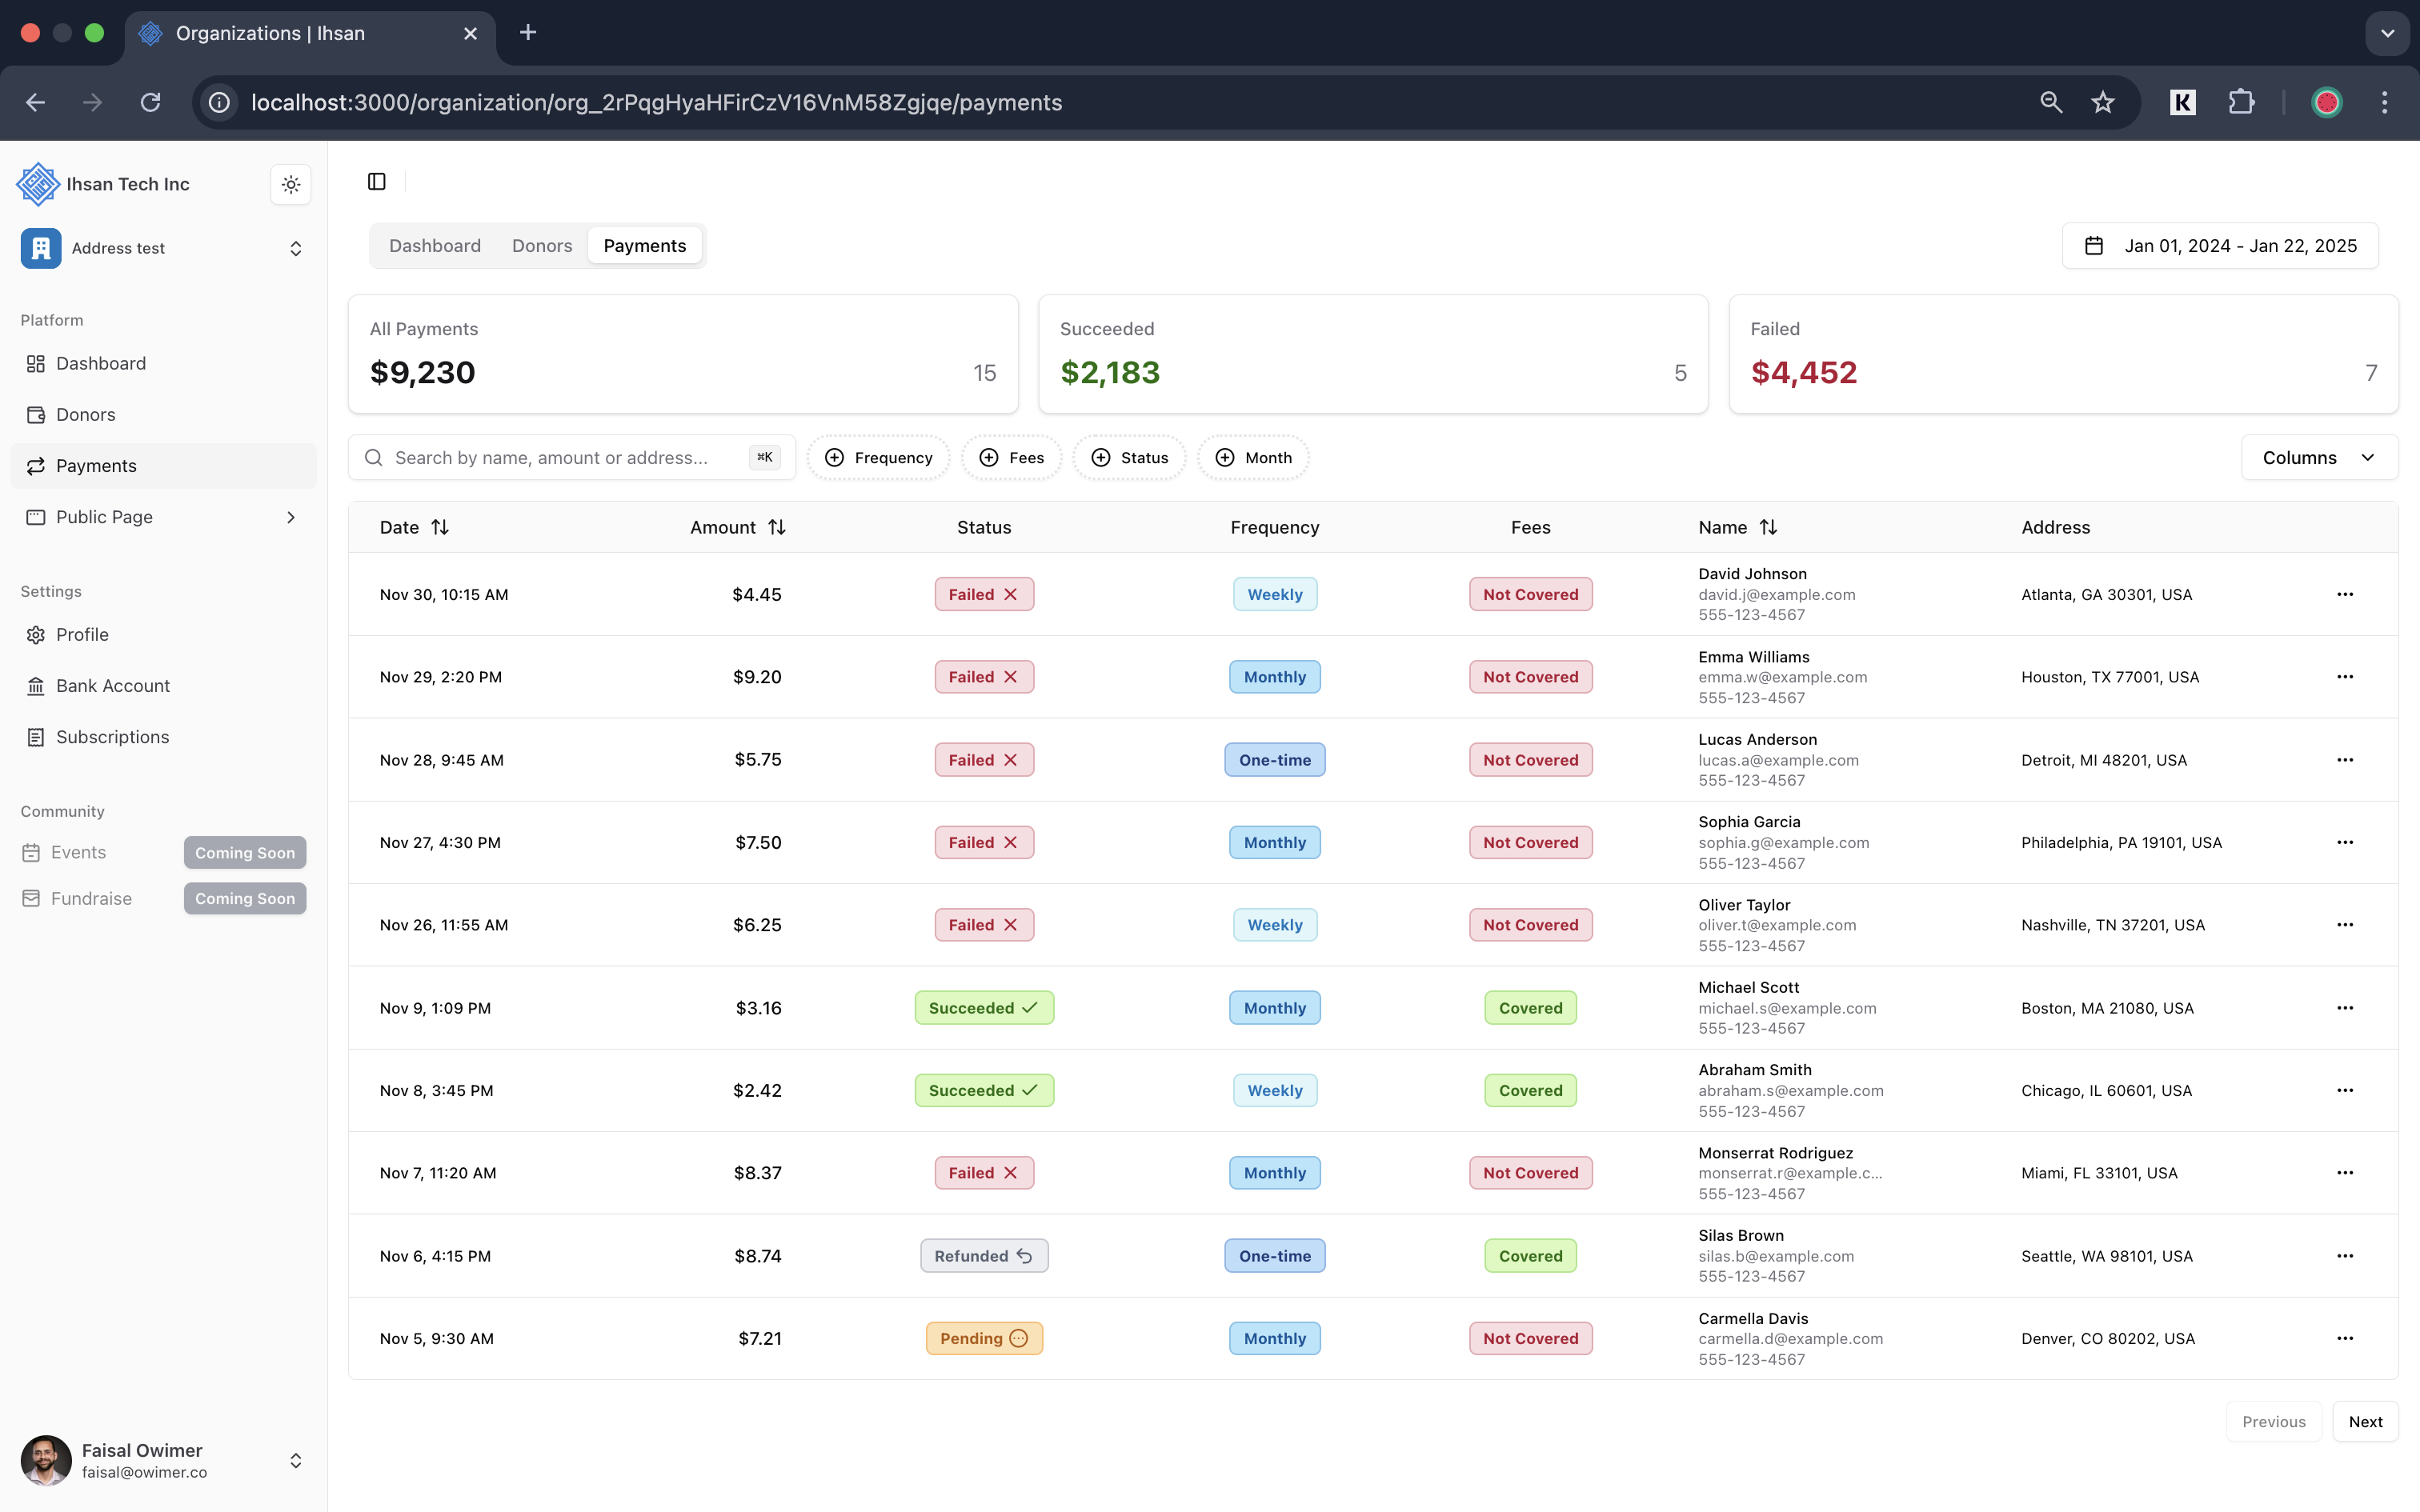 Organizations | Ihsan
localhost:3000/organization/org_2rPqgHyaHFirCzV16VnM58Zgjqe/payments
K
Ihsan Tech Inc
Address test
Platform
Dashboard
Donors
Payments
Public Page
Settings
Profile
Bank Account
Subscriptions
Community
Events Coming Soon
Fundraise Coming Soon
Faisal Owimer
faisal@owimer.co
Dashboard Donors Payments
Jan 01, 2024 - Jan 22, 2025
All Payments
$9,230 15
Succeeded
$2,183 5
Failed
$4,452 7
Search by name, amount or address... ⌘K
Frequency Fees Status Month
Columns
Date Amount Status Frequency Fees Name Address
Nov 30, 10:15 AM $4.45 Failed Weekly Not Covered David Johnson Atlanta, GA 30301, USA
david.j@example.com
555-123-4567
Nov 29, 2:20 PM $9.20 Failed Monthly Not Covered Emma Williams Houston, TX 77001, USA
emma.w@example.com
555-123-4567
Nov 28, 9:45 AM $5.75 Failed One-time Not Covered Lucas Anderson Detroit, MI 48201, USA
lucas.a@example.com
555-123-4567
Nov 27, 4:30 PM $7.50 Failed Monthly Not Covered Sophia Garcia Philadelphia, PA 19101, USA
sophia.g@example.com
555-123-4567
Nov 26, 11:55 AM $6.25 Failed Weekly Not Covered Oliver Taylor Nashville, TN 37201, USA
oliver.t@example.com
555-123-4567
Nov 9, 1:09 PM $3.16 Succeeded Monthly Covered Michael Scott Boston, MA 21080, USA
michael.s@example.com
555-123-4567
Nov 8, 3:45 PM $2.42 Succeeded Weekly Covered Abraham Smith Chicago, IL 60601, USA
abraham.s@example.com
555-123-4567
Nov 7, 11:20 AM $8.37 Failed Monthly Not Covered Monserrat Rodriguez Miami, FL 33101, USA
monserrat.r@example.c...
555-123-4567
Nov 6, 4:15 PM $8.74 Refunded One-time Covered Silas Brown Seattle, WA 98101, USA
silas.b@example.com
555-123-4567
Nov 5, 9:30 AM $7.21 Pending Monthly Not Covered Carmella Davis Denver, CO 80202, USA
carmella.d@example.com
555-123-4567
Previous Next